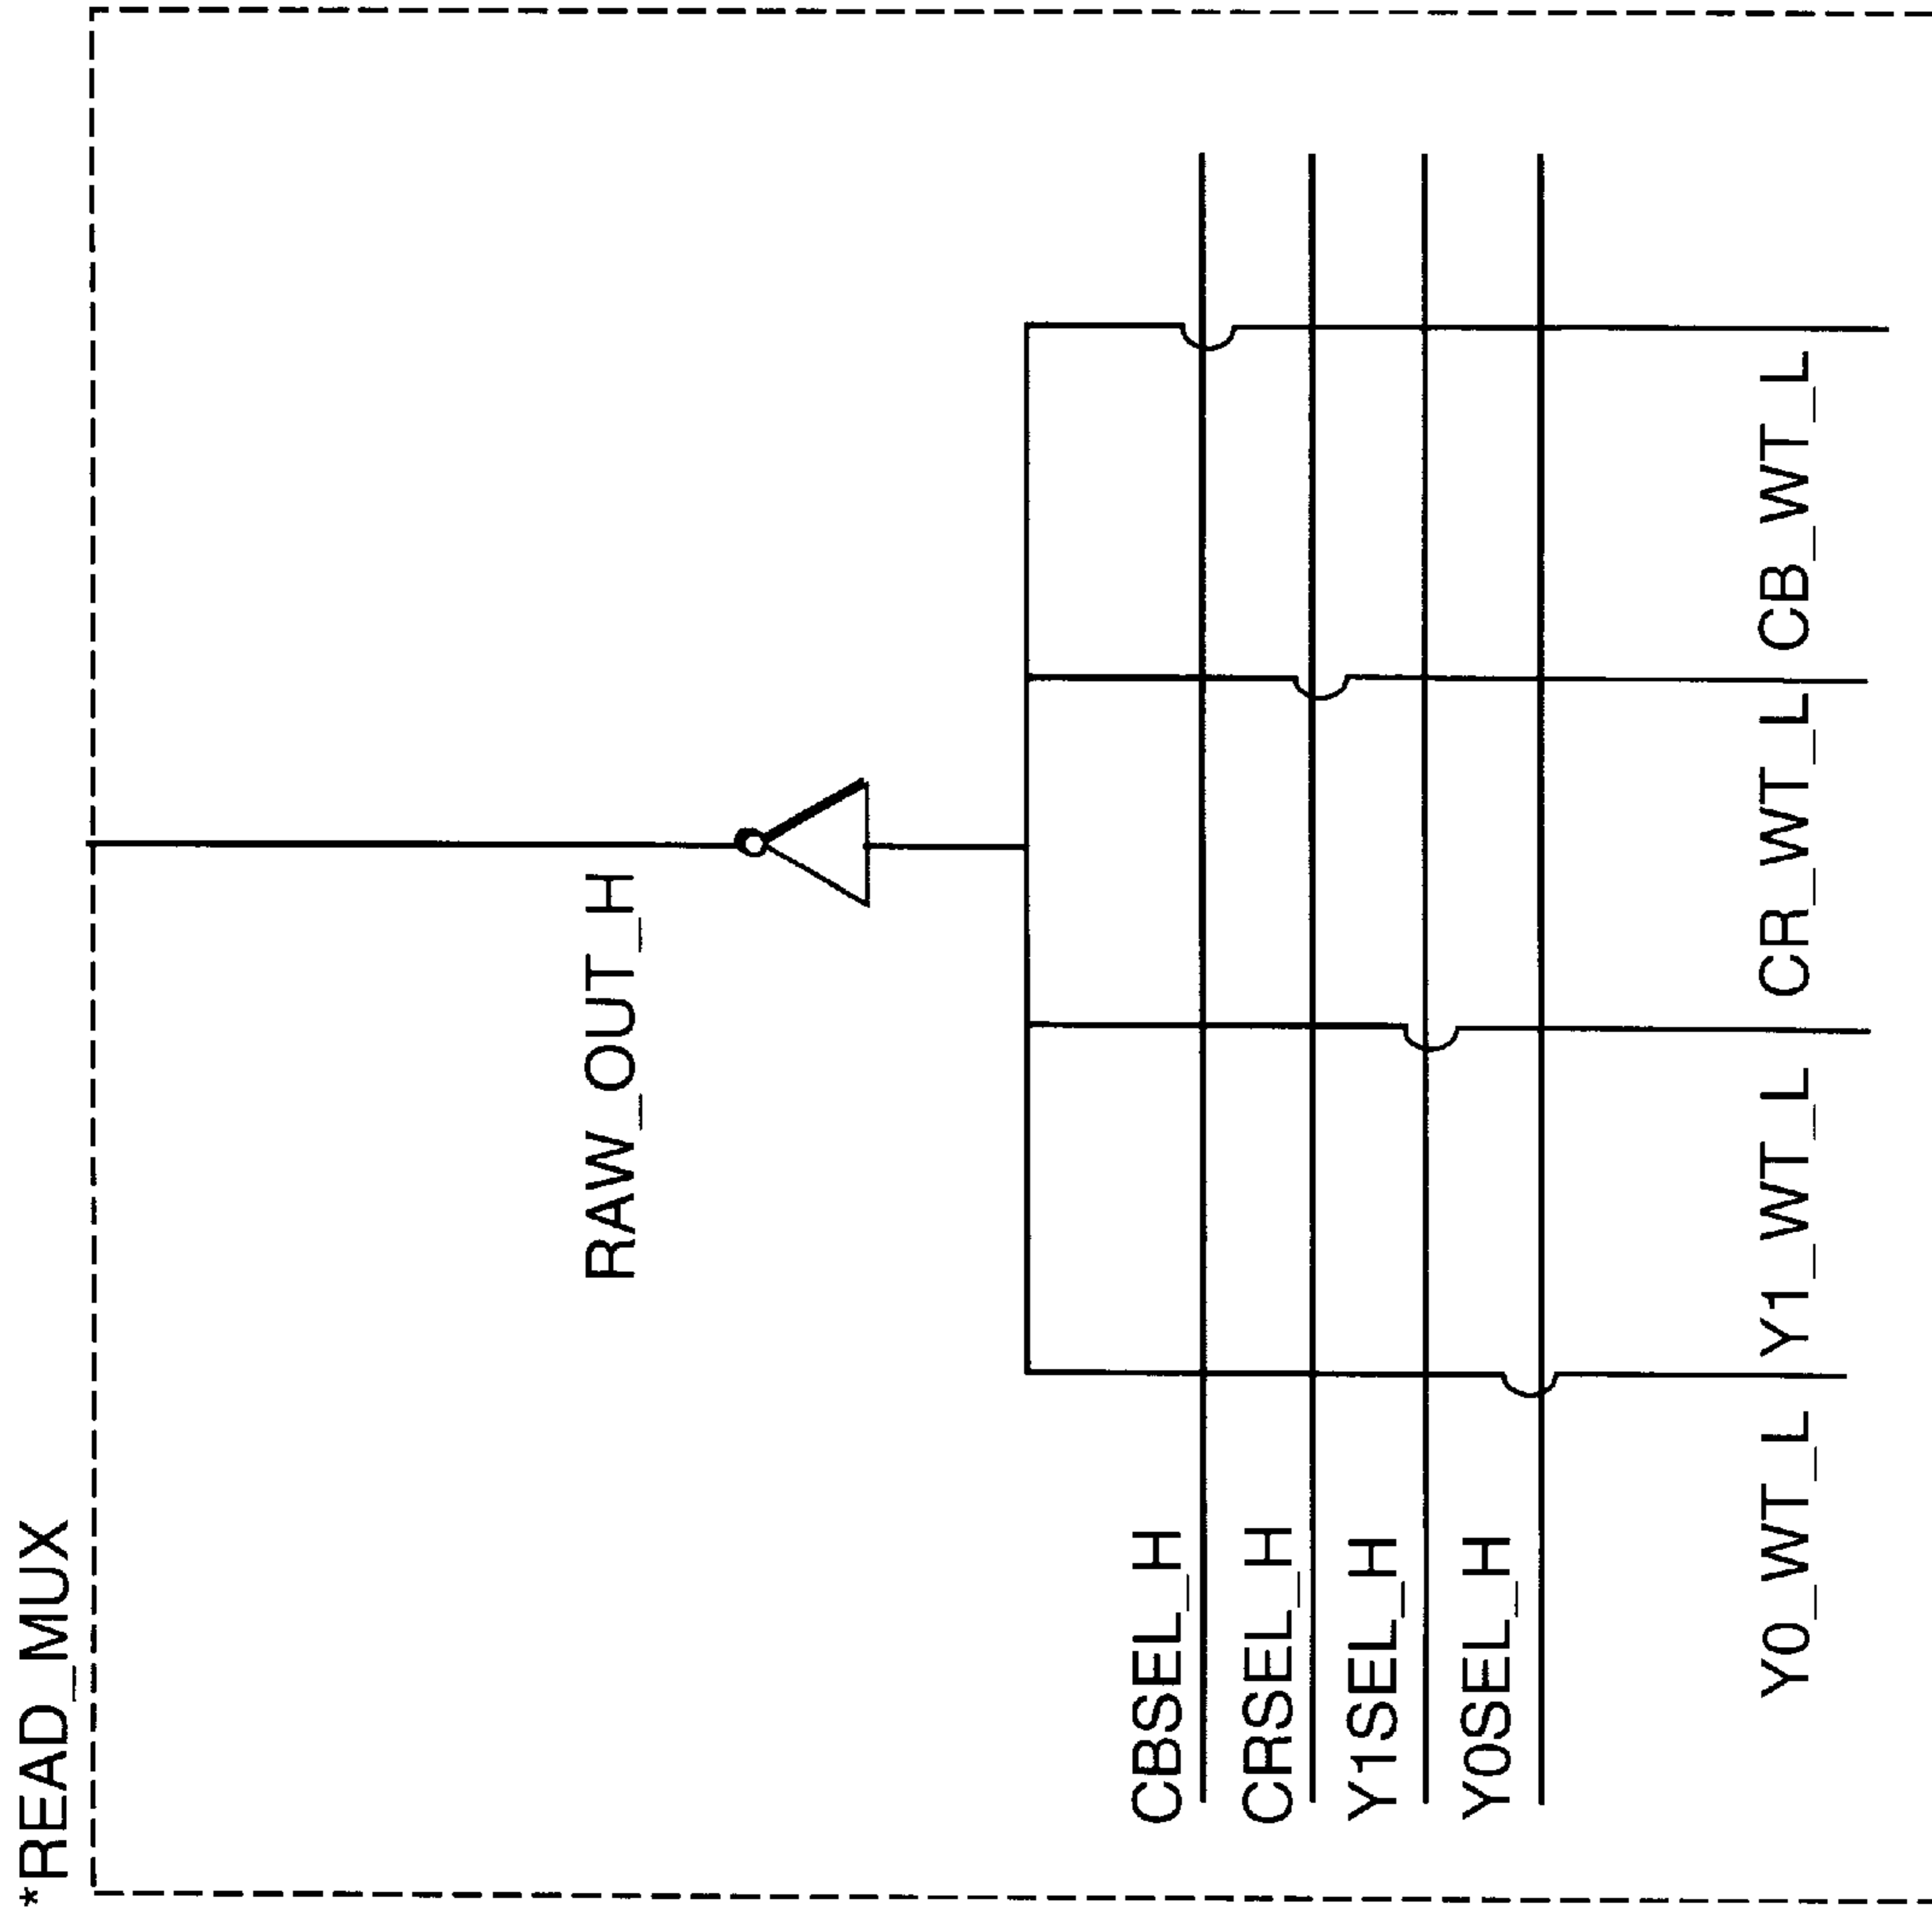 *READ_MUX
RAW_OUT_H
CBSEL_H
CRSEL_H
Y1SEL_H
Y0SEL_H
Y0_WT_L
Y1_WT_L
CR_WT_L
CB_WT_L